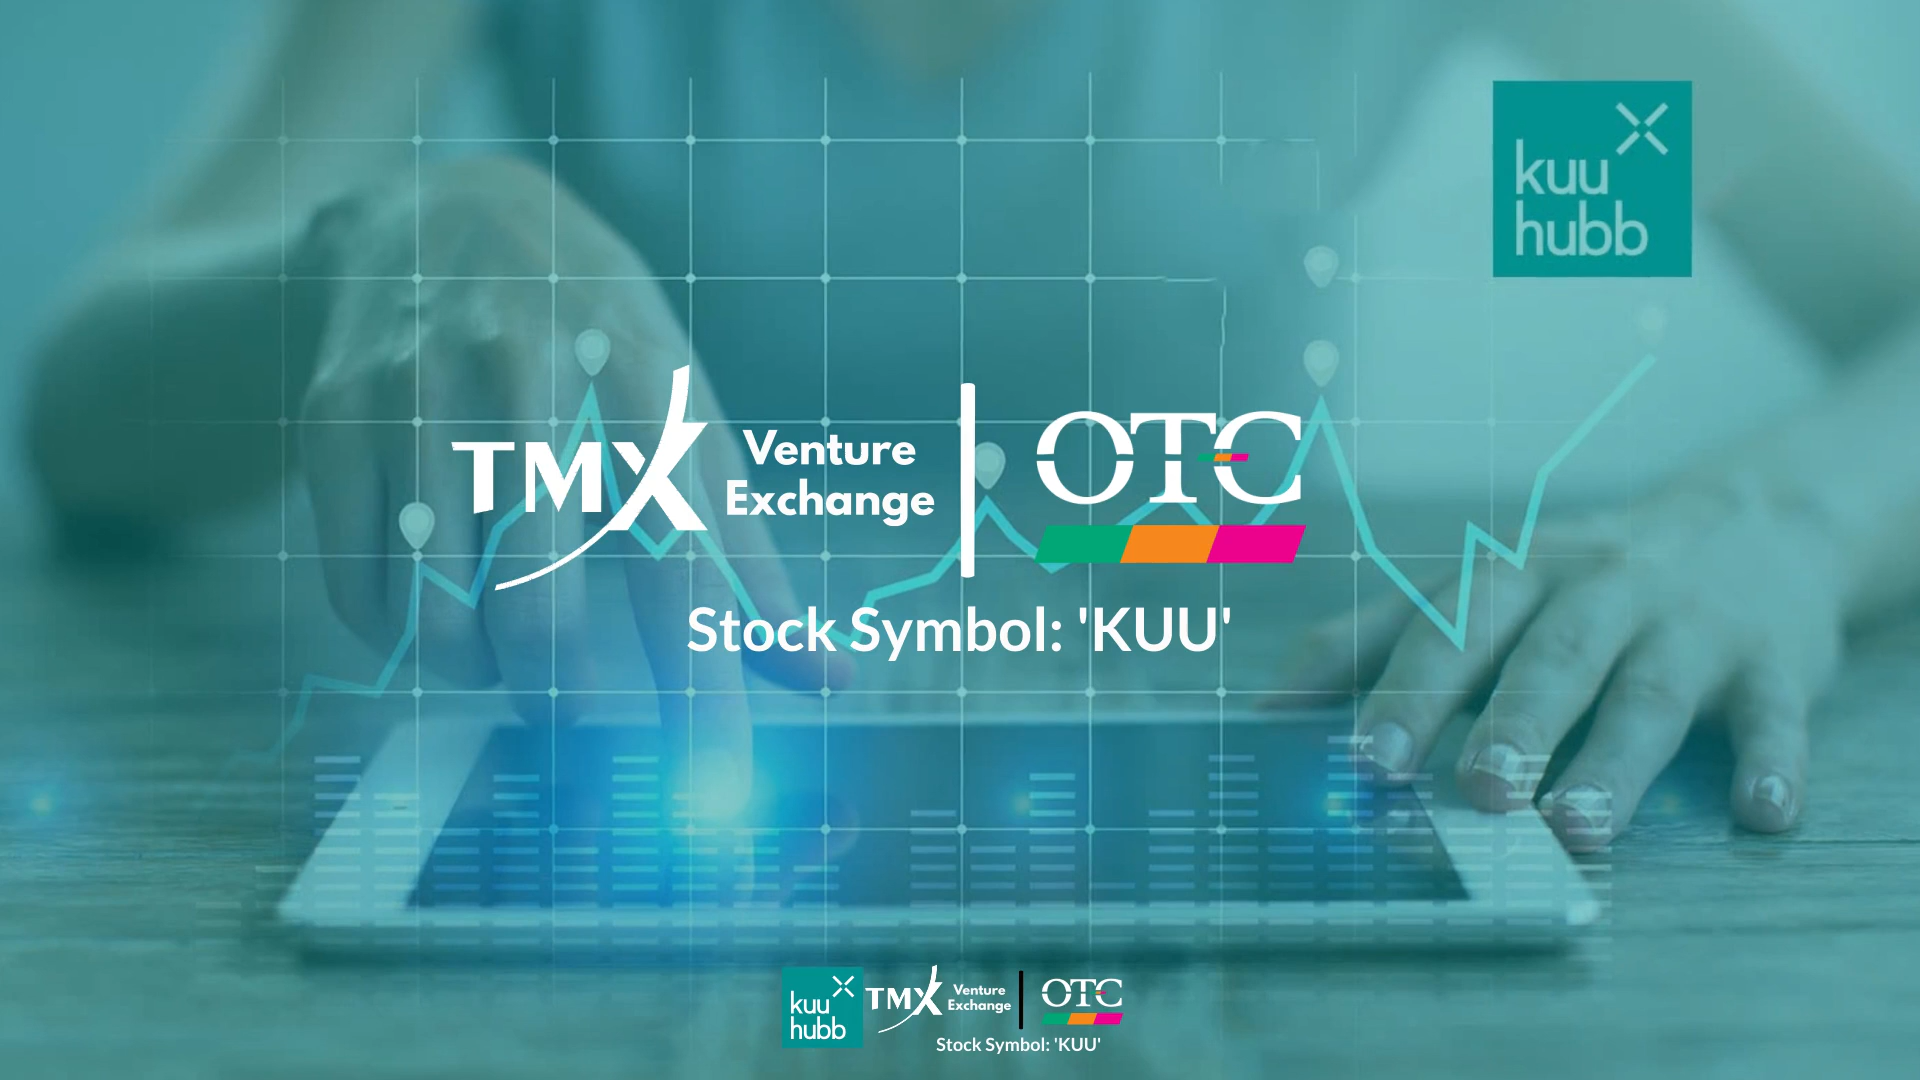 kuu
hubb
TMX
Venture
Exchange
OTC
Stock Symbol: 'KUU'
kuu
hubb
TMX
Venture
Exchange
OTC
Stock Symbol: 'KUU'